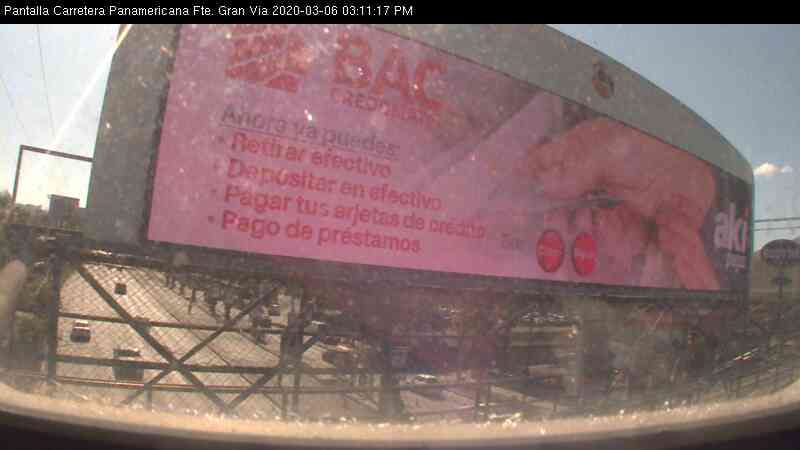 Pantalla Carretera Panamericana Fte. Gran Via 2020-03-06 03:11:17 PM
BAC
CREDOMATIC
Ahora ya puedes:
• Retirar efectivo
• Depositar en efectivo
• Pagar tus arjetas de crédito
• Pago de préstamos
aki